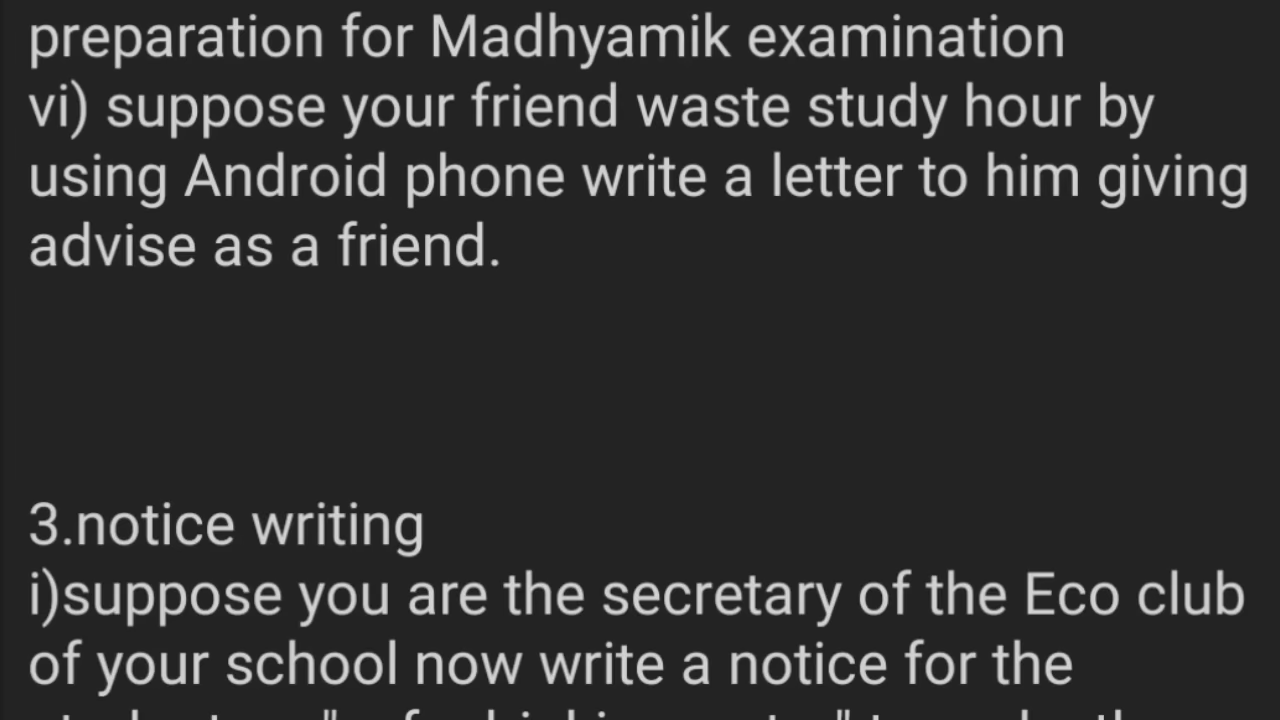 preparation for Madhyamik examination
vi) suppose your friend waste study hour by
using Android phone write a letter to him giving
advise as a friend.
3.notice writing
i)suppose you are the secretary of the Eco club
of your school now write a notice for the